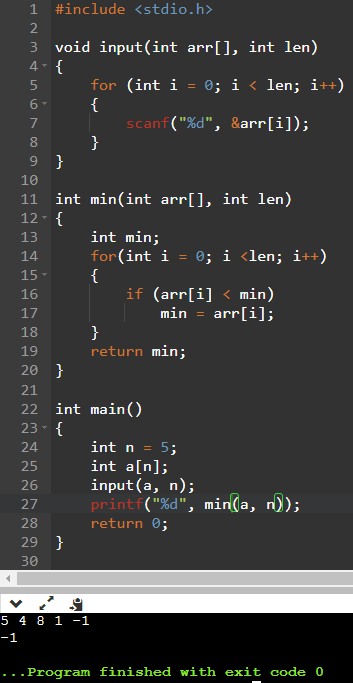 1 #include <stdio.h>
2
3 void input(int arr[], int len)
4 {
5     for (int i = 0; i < len; i++)
6     {
7         scanf("%d", &arr[i]);
8     }
9 }
10
11 int min(int arr[], int len)
12 {
13     int min;
14     for(int i = 0; i <len; i++)
15     {
16         if (arr[i] < min)
17             min = arr[i];
18     }
19     return min;
20 }
21
22 int main()
23 {
24     int n = 5;
25     int a[n];
26     input(a, n);
27     printf("%d", min(a, n));
28     return 0;
29 }
30
5 4 8 1 -1
-1
...Program finished with exit code 0